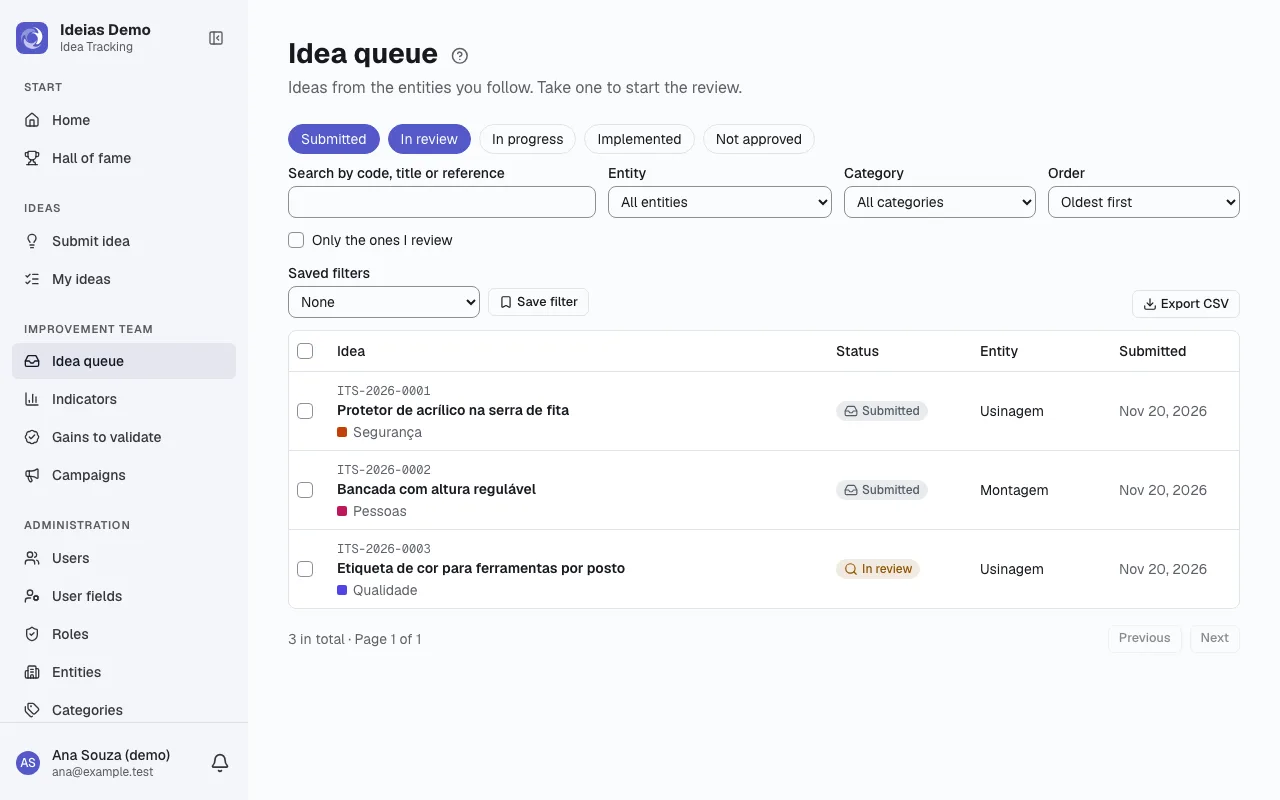 Ideias Demo
Idea Tracking
START
Home
Hall of fame
IDEAS
Submit idea
My ideas
IMPROVEMENT TEAM
Idea queue
Indicators
Gains to validate
Campaigns
ADMINISTRATION
Users
User fields
Roles
Entities
Categories
AS
Ana Souza (demo)
ana@example.test
Idea queue
Ideas from the entities you follow. Take one to start the review.
Submitted In review In progress Implemented Not approved
Search by code, title or reference Entity Category Order
All entities All categories Oldest first
Only the ones I review
Saved filters
None Save filter Export CSV
Idea Status Entity Submitted
ITS-2026-0001
Protetor de acrílico na serra de fita Submitted Usinagem Nov 20, 2026
Segurança
ITS-2026-0002
Bancada com altura regulável Submitted Montagem Nov 20, 2026
Pessoas
ITS-2026-0003
Etiqueta de cor para ferramentas por posto In review Usinagem Nov 20, 2026
Qualidade
3 in total · Page 1 of 1 Previous Next